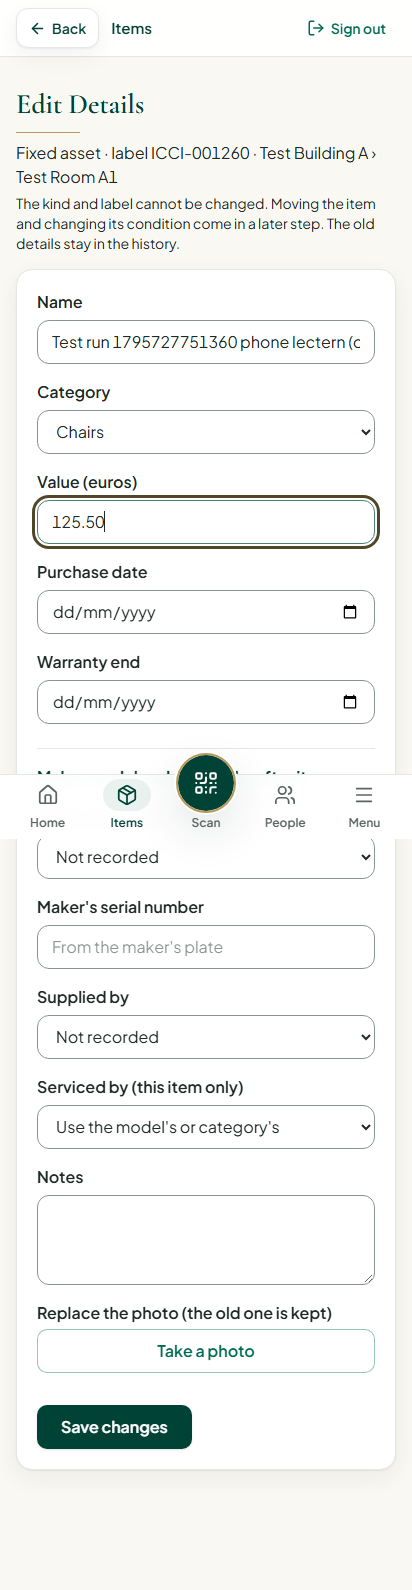 Back
Items
Sign out
Edit Details
Fixed asset · label ICCI-001260 · Test Building A ›
Test Room A1
The kind and label cannot be changed. Moving the item
and changing its condition come in a later step. The old
details stay in the history.
Name
Test run 1795727751360 phone lectern (c
Category
Chairs
Value (euros)
125.50
Purchase date
dd/mm/yyyy
Warranty end
dd/mm/yyyy
Home
Items
Scan
People
Menu
Not recorded
Maker's serial number
From the maker's plate
Supplied by
Not recorded
Serviced by (this item only)
Use the model's or category's
Notes
Replace the photo (the old one is kept)
Take a photo
Save changes